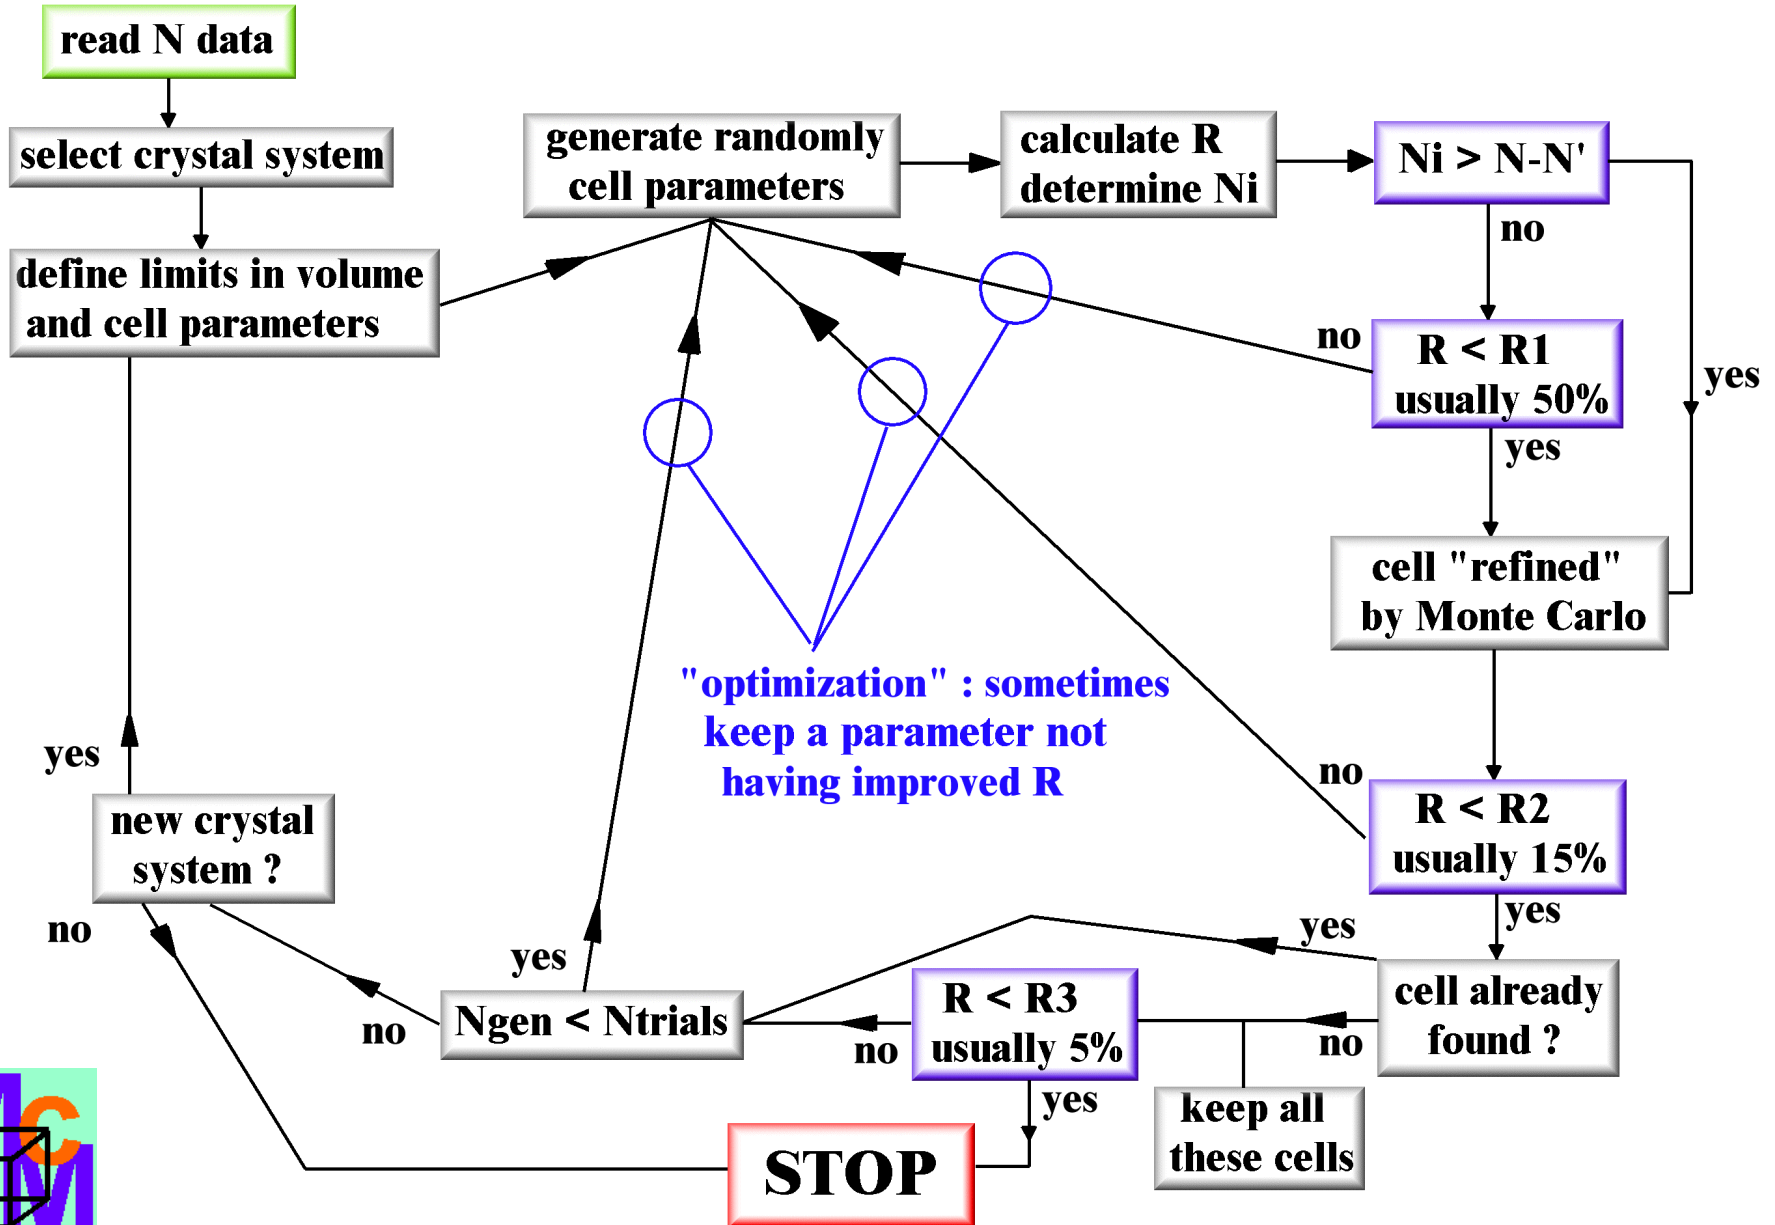 read N data
select crystal system
define limits in volume
and cell parameters
generate randomly
cell parameters
calculate R
determine Ni
Ni > N-N'
no
yes
R < R1
usually 50%
no
yes
cell "refined"
by Monte Carlo
"optimization" : sometimes
keep a parameter not
having improved R
no
R < R2
usually 15%
yes
cell already
found ?
yes
no
keep all
these cells
R < R3
usually 5%
no
yes
Ngen < Ntrials
yes
no
new crystal
system ?
yes
no
STOP
C
M